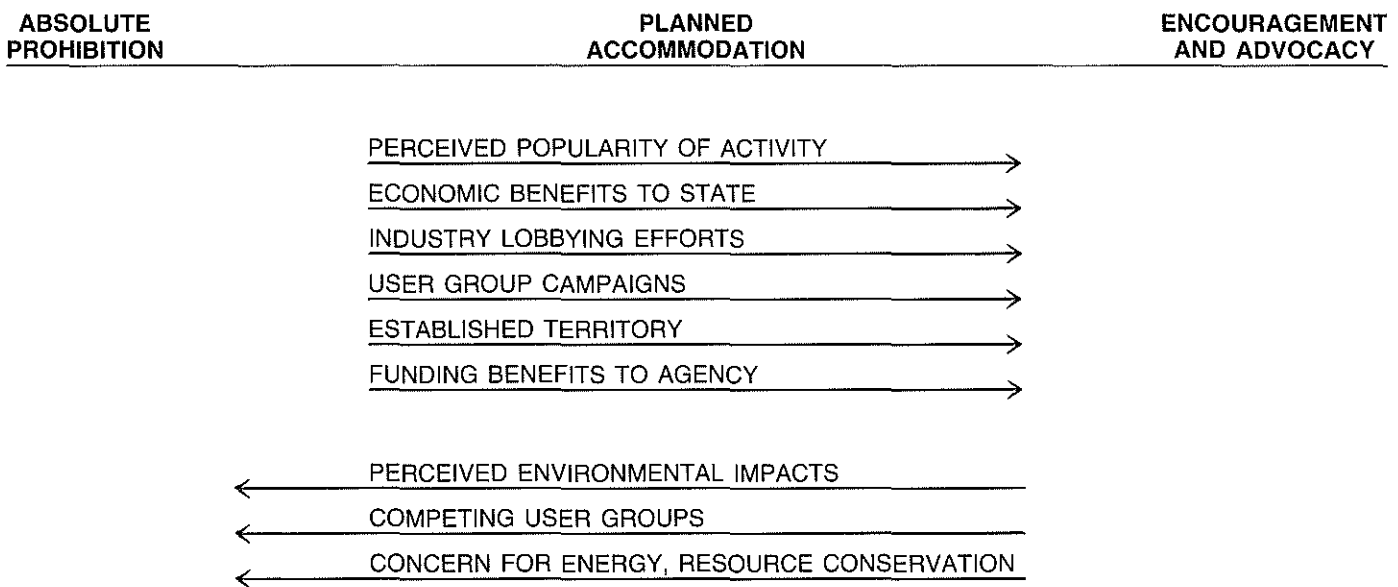 ABSOLUTE PROHIBITION
PLANNED ACCOMMODATION
ENCOURAGEMENT AND ADVOCACY
PERCEIVED POPULARITY OF ACTIVITY
ECONOMIC BENEFITS TO STATE
INDUSTRY LOBBYING EFFORTS
USER GROUP CAMPAIGNS
ESTABLISHED TERRITORY
FUNDING BENEFITS TO AGENCY
PERCEIVED ENVIRONMENTAL IMPACTS
COMPETING USER GROUPS
CONCERN FOR ENERGY, RESOURCE CONSERVATION